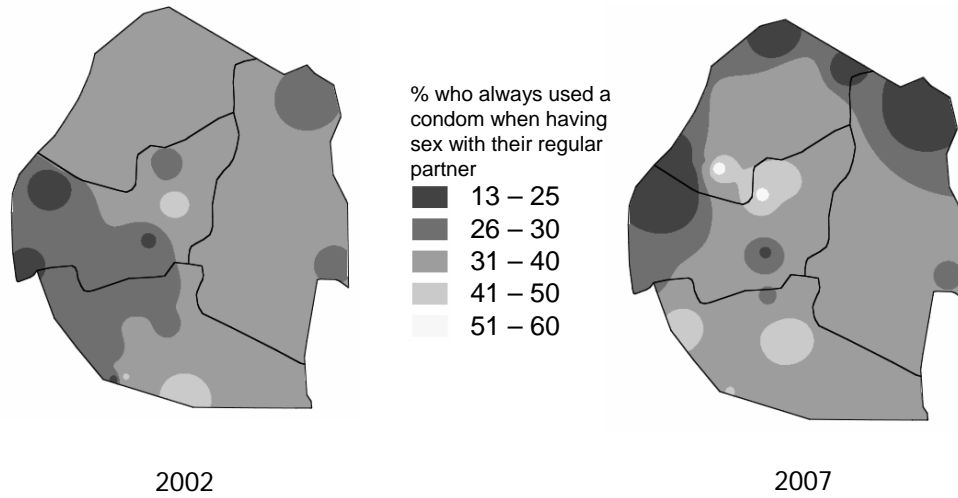 % who always used a
condom when having
sex with their regular
partner
13 – 25
26 – 30
31 – 40
41 – 50
51 – 60
2002
2007